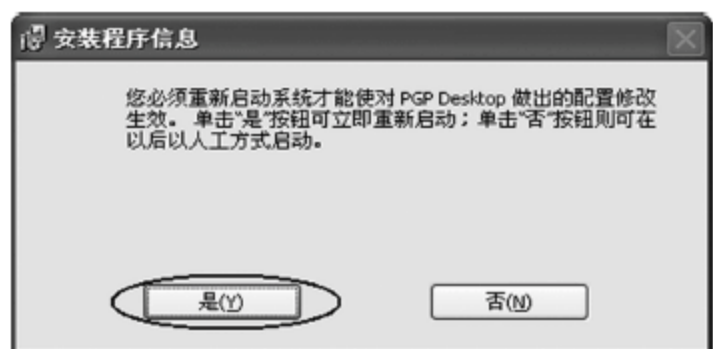 安装程序信息
您必须重新启动系统才能使对 PGP Desktop 做出的配置修改
生效。 单击“是”按钮可立即重新启动；单击“否”按钮则可在
以后以人工方式启动。
是(Y)
否(N)